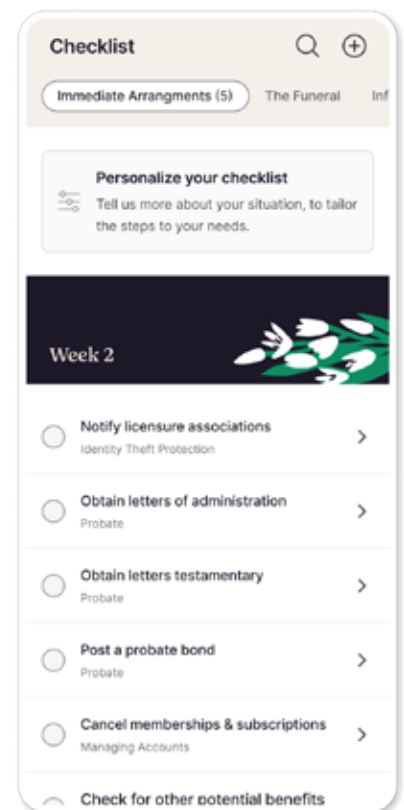 Checklist
Immediate Arrangments (5)
The Funeral
Inf
Personalize your checklist
Tell us more about your situation, to tailor
the steps to your needs.
Week 2
Notify licensure associations
Identity Theft Protection
Obtain letters of administration
Probate
Obtain letters testamentary
Probate
Post a probate bond
Probate
Cancel memberships & subscriptions
Managing Accounts
Check for other potential benefits